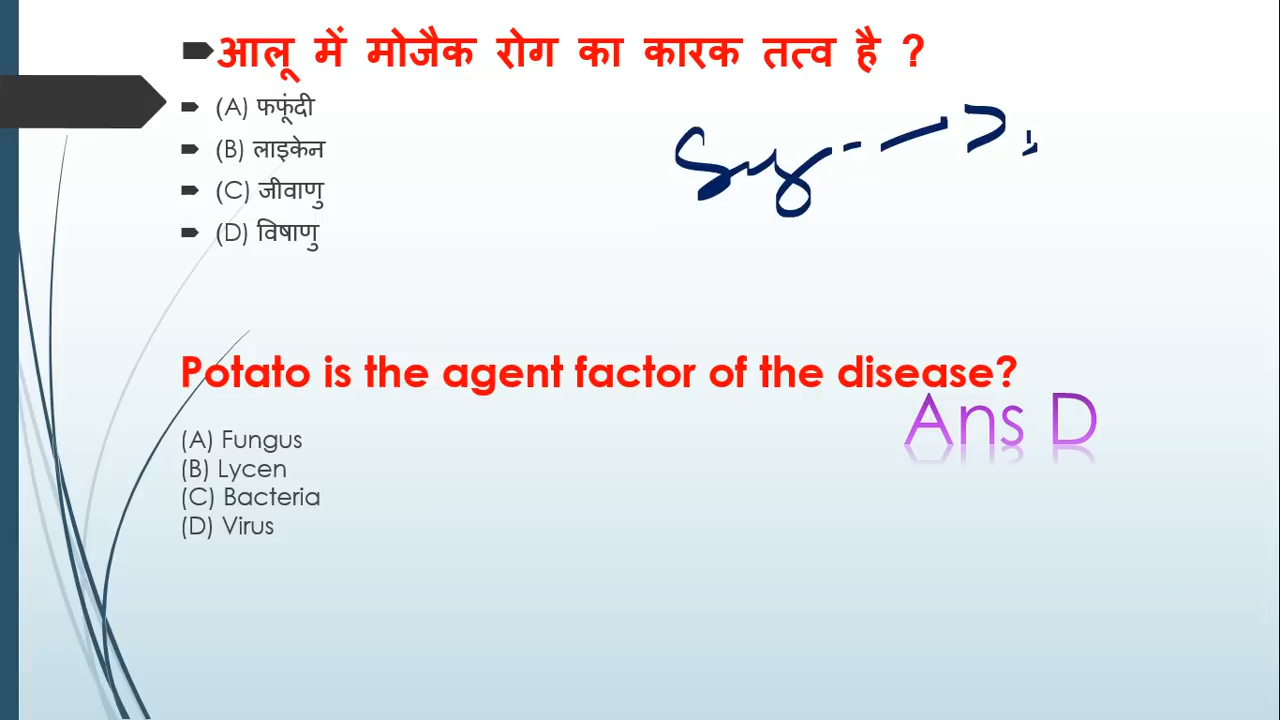 आलू में मोजैक रोग का कारक तत्व है ?
(A) फफूंदी
(B) लाइकेन
(C) जीवाणु
(D) विषाणु
Potato is the agent factor of the disease?
Ans D
(A) Fungus
(B) Lycen
(C) Bacteria
(D) Virus